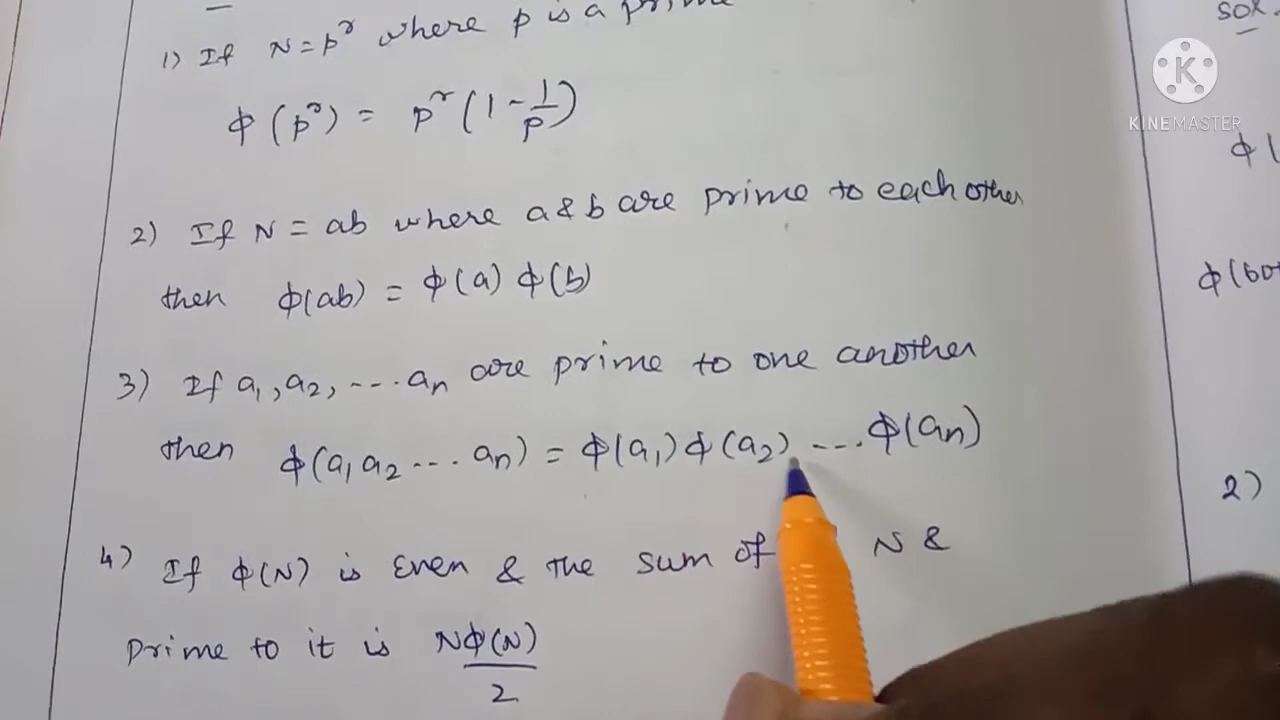 1) If N = p^r where p is a prime
ϕ(p^r) = p^r (1 - 1/p)
2) If N = ab where a & b are prime to each other
then ϕ(ab) = ϕ(a) ϕ(b)
3) If a₁, a₂, ... aₙ are prime to one another
then ϕ(a₁ a₂ ... aₙ) = ϕ(a₁) ϕ(a₂) ... ϕ(aₙ)
4) If ϕ(N) is even & the sum of N &
prime to it is Nϕ(N)/2
ϕ(
ϕ(60
2)
K
KINEMASTER